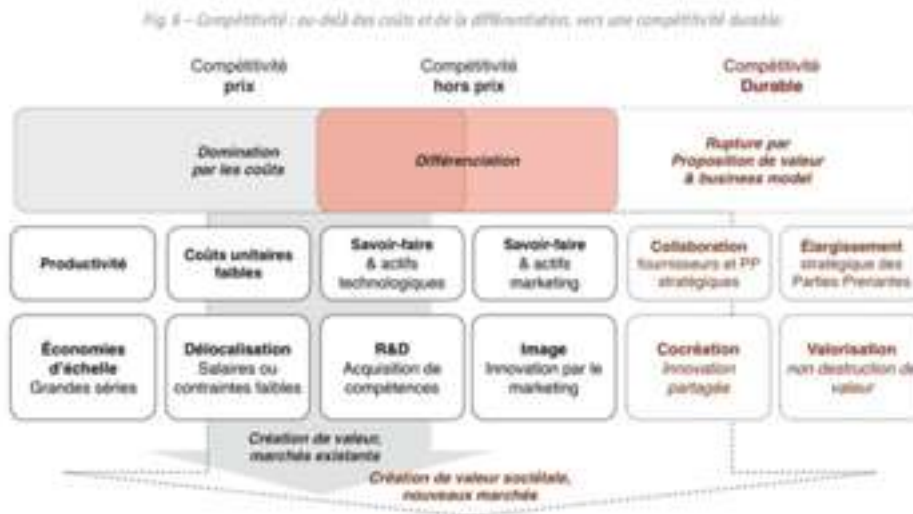 Fig. 6 – Compétitivité : au-delà des coûts et de la différentiation, vers une compétitivité durable
Compétitivité
prix
Compétitivité
hors prix
Compétitivité
Durable
Domination
par les coûts
Différenciation
Rupture par
Proposition de valeur
& business model
Productivité
Coûts unitaires
faibles
Savoir-faire
& actifs
technologiques
Savoir-faire
& actifs
marketing
Collaboration
fournisseurs et PP
stratégiques
Élargissement
stratégique des
Parties Prenantes
Économies
d'échelle
Grandes séries
Délocalisation
Salaires ou
contraintes faibles
R&D
Acquisition de
compétences
Image
Innovation par le
marketing
Cocréation
Innovation
partagée
Valorisation
non destruction de
valeur
Création de valeur,
marchés existants
Création de valeur sociétale,
nouveaux marchés